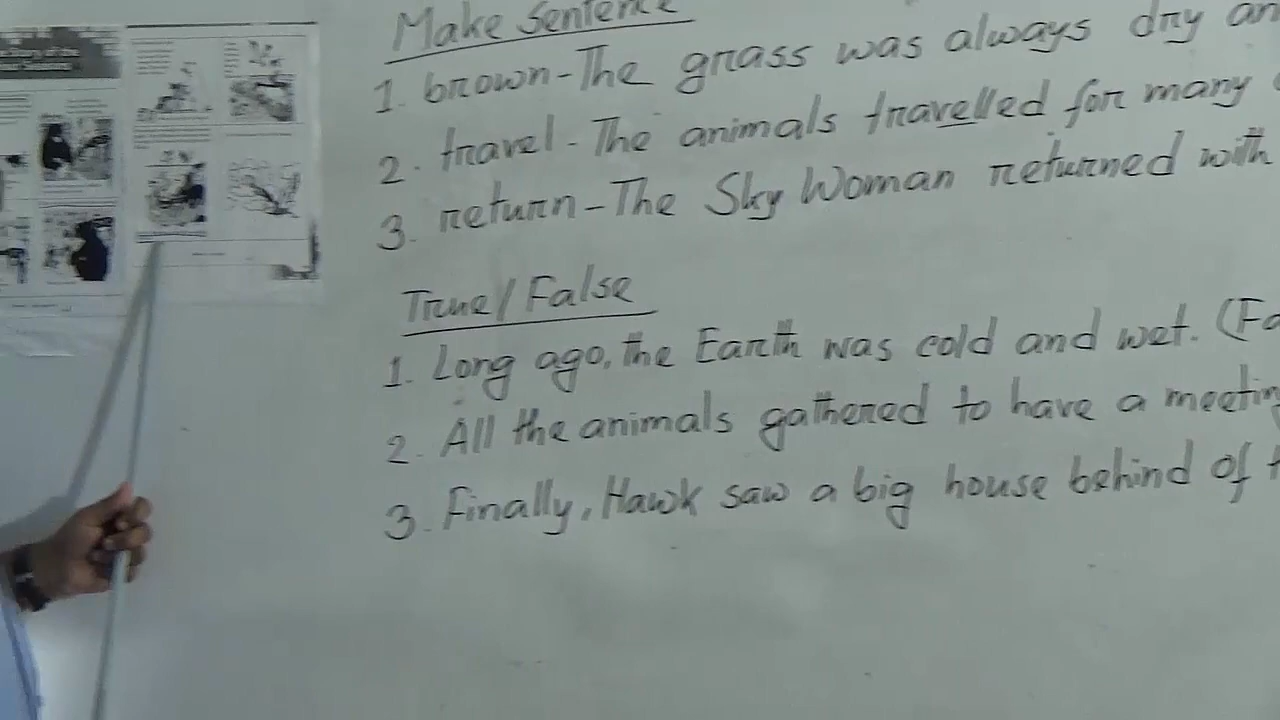 Make Sentence
1. brown-The grass was always dry an
2. travel-The animals travelled for many
3. return-The Sky Woman returned with
True/False
1. Long ago, the Earth was cold and wet. (Fa
2. All the animals gathered to have a meetin
3. Finally, Hawk saw a big house behind of t